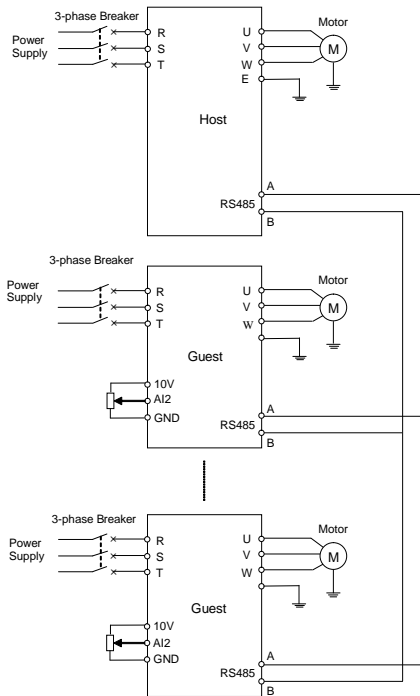 3-phase Breaker
Power
Supply
R
S
T
U
V
W
E
Motor
M
Host
A
RS485
B
3-phase Breaker
Power
Supply
R
S
T
U
V
W
Motor
M
Guest
10V
AI2
GND
A
RS485
B
3-phase Breaker
Power
Supply
R
S
T
U
V
W
Motor
M
Guest
10V
AI2
GND
A
RS485
B